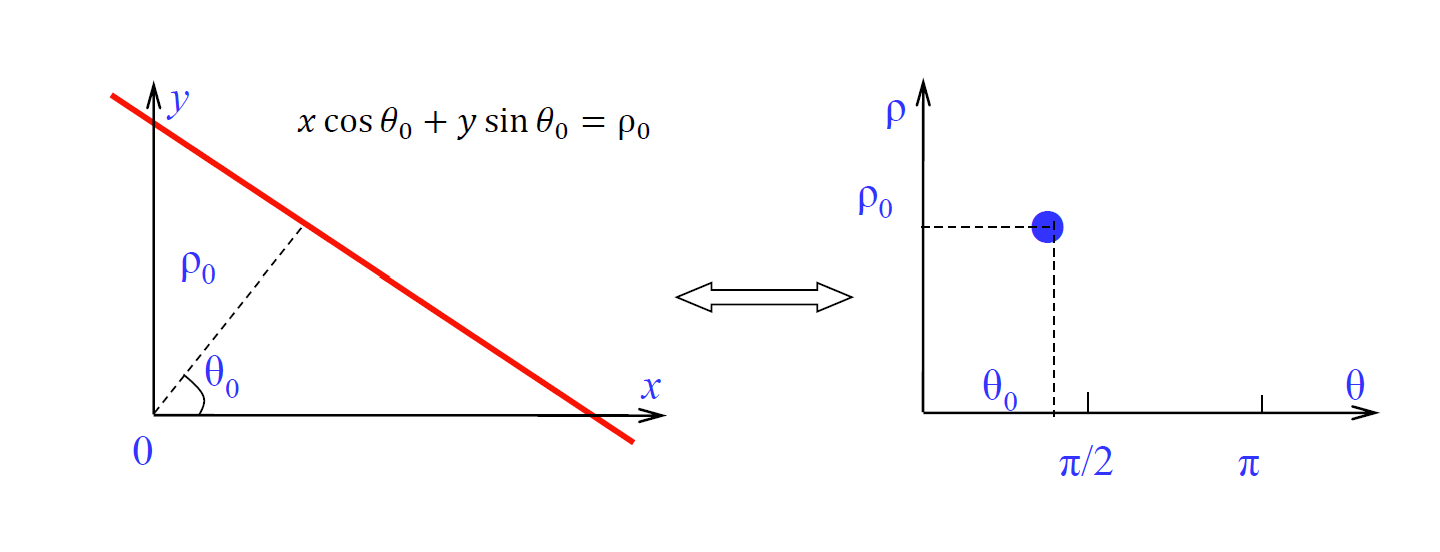 y
x cos θ₀ + y sin θ₀ = ρ₀
ρ₀
θ₀
x
0
ρ
ρ₀
θ₀
θ
π/2
π